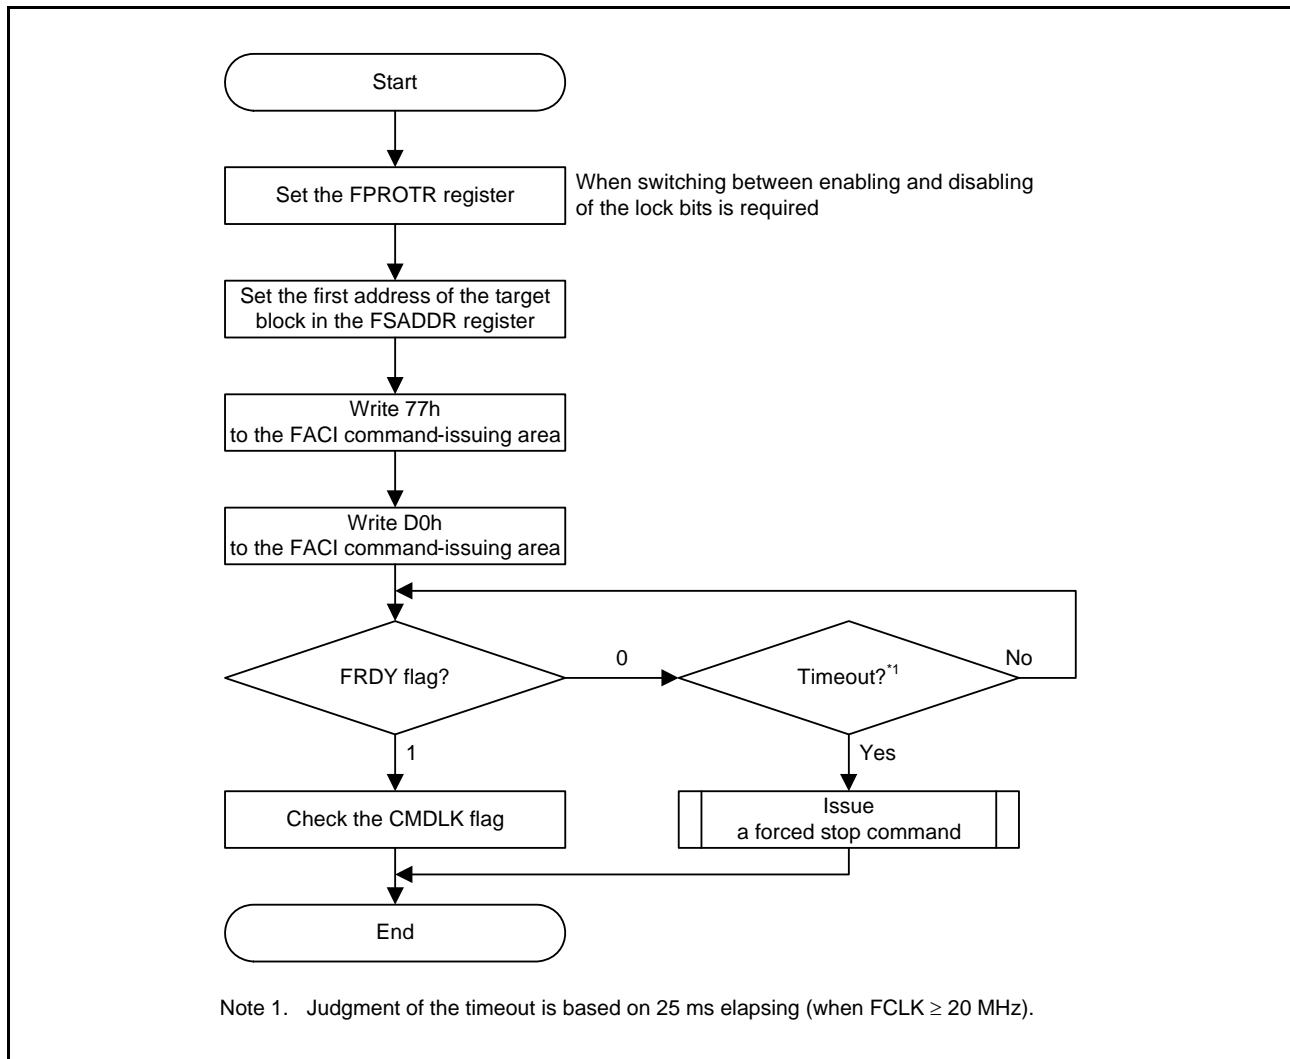 Start
Set the FPROTR register
When switching between enabling and disabling
of the lock bits is required
Set the first address of the target
block in the FSADDR register
Write 77h
to the FACI command-issuing area
Write D0h
to the FACI command-issuing area
FRDY flag?
0
Timeout?*1
No
1
Yes
Check the CMDLK flag
Issue
a forced stop command
End
Note 1. Judgment of the timeout is based on 25 ms elapsing (when FCLK ≥ 20 MHz).